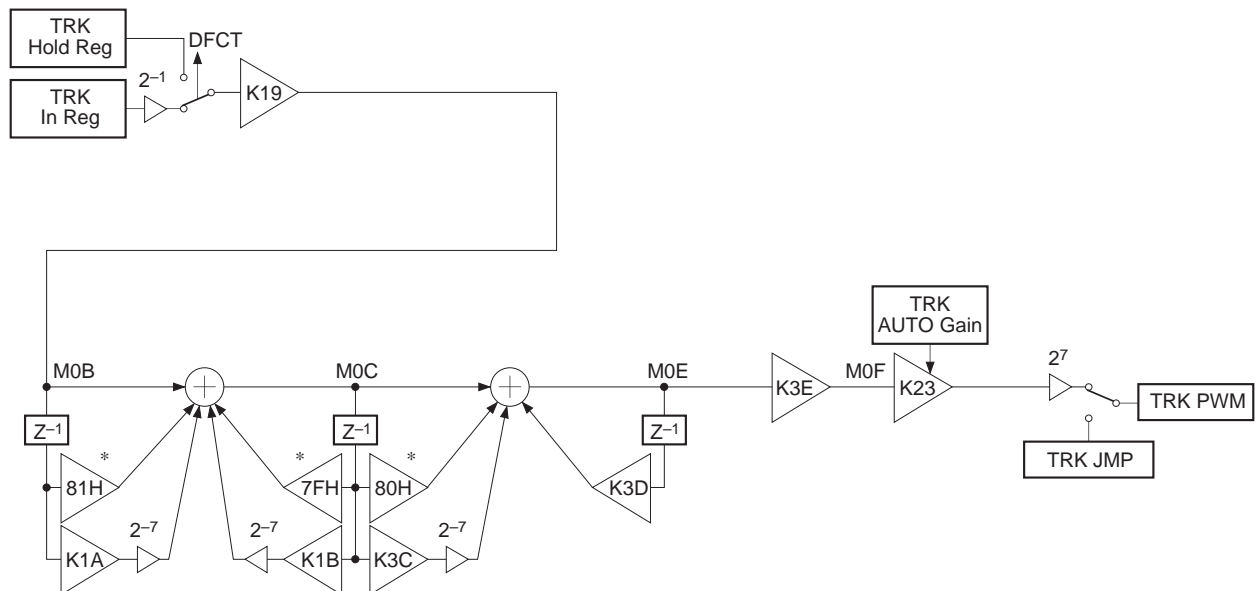 TRK
Hold Reg
DFCT
2–1
TRK
In Reg
K19
TRK
AUTO Gain
M0B
M0C
M0E
K3E
M0F
K23
27
TRK PWM
Z–1
Z–1
Z–1
TRK JMP
*
*
*
81H
7FH
80H
K3D
2–7
2–7
2–7
K1A
K1B
K3C